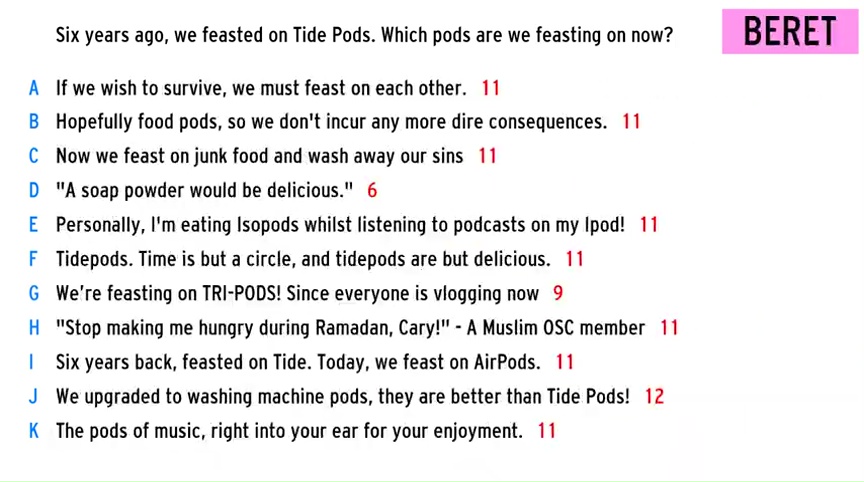 Six years ago, we feasted on Tide Pods. Which pods are we feasting on now?
BERET
A If we wish to survive, we must feast on each other. 11
B Hopefully food pods, so we don't incur any more dire consequences. 11
C Now we feast on junk food and wash away our sins 11
D "A soap powder would be delicious." 6
E Personally, I'm eating Isopods whilst listening to podcasts on my Ipod! 11
F Tidepods. Time is but a circle, and tidepods are but delicious. 11
G We're feasting on TRI-PODS! Since everyone is vlogging now 9
H "Stop making me hungry during Ramadan, Cary!" - A Muslim OSC member 11
I Six years back, feasted on Tide. Today, we feast on AirPods. 11
J We upgraded to washing machine pods, they are better than Tide Pods! 12
K The pods of music, right into your ear for your enjoyment. 11